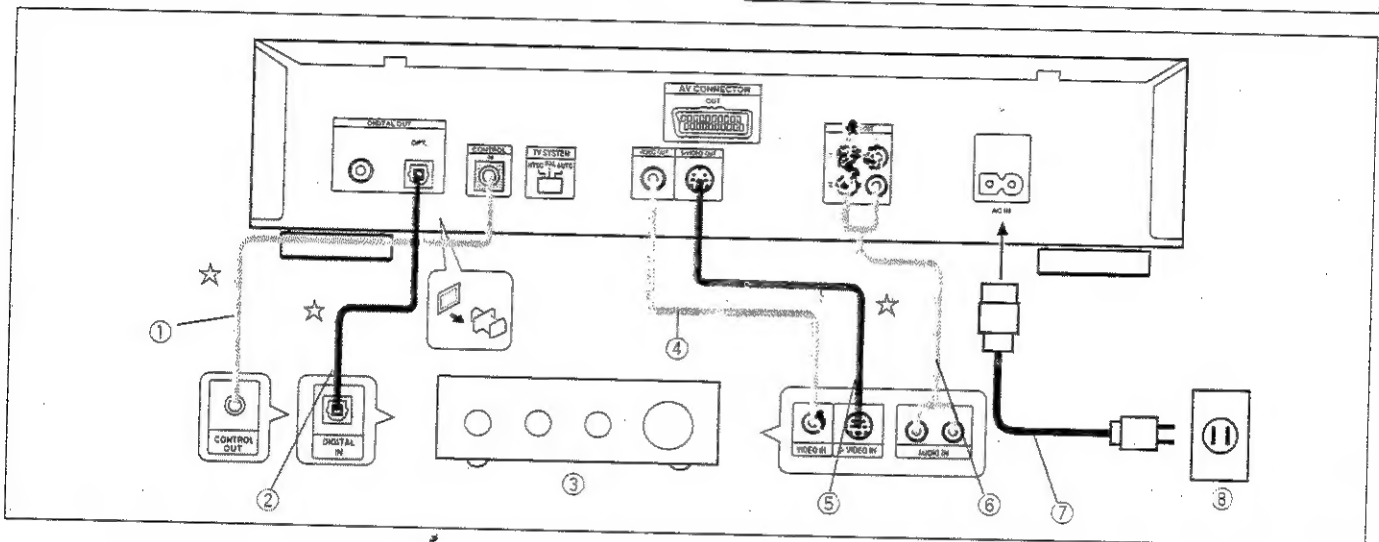 AV CONNECTOR
OUT
DIGITAL OUT
OPT.
CONTROL
IN
TV SYSTEM
NTSC PAL AUTO
VIDEO OUT
S-VIDEO OUT
OUT
AC IN
①
②
③
④
⑤
⑥
⑦
⑧
CONTROL
OUT
DIGITAL
IN
VIDEO IN
S-VIDEO IN
AUDIO IN